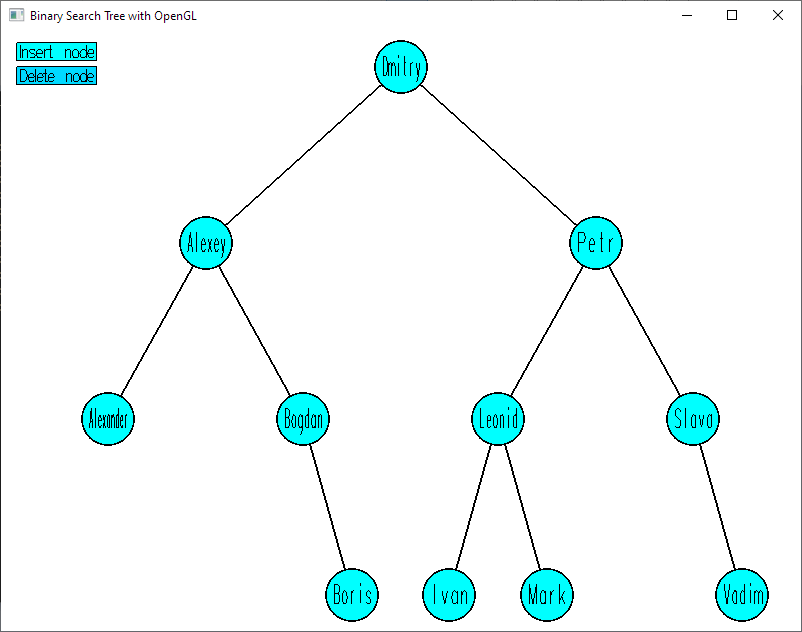 Binary Search Tree with OpenGL
Insert node
Delete node
Dmitry
Alexey
Petr
Alexander
Bogdan
Leonid
Slava
Boris
Ivan
Mark
Vadim